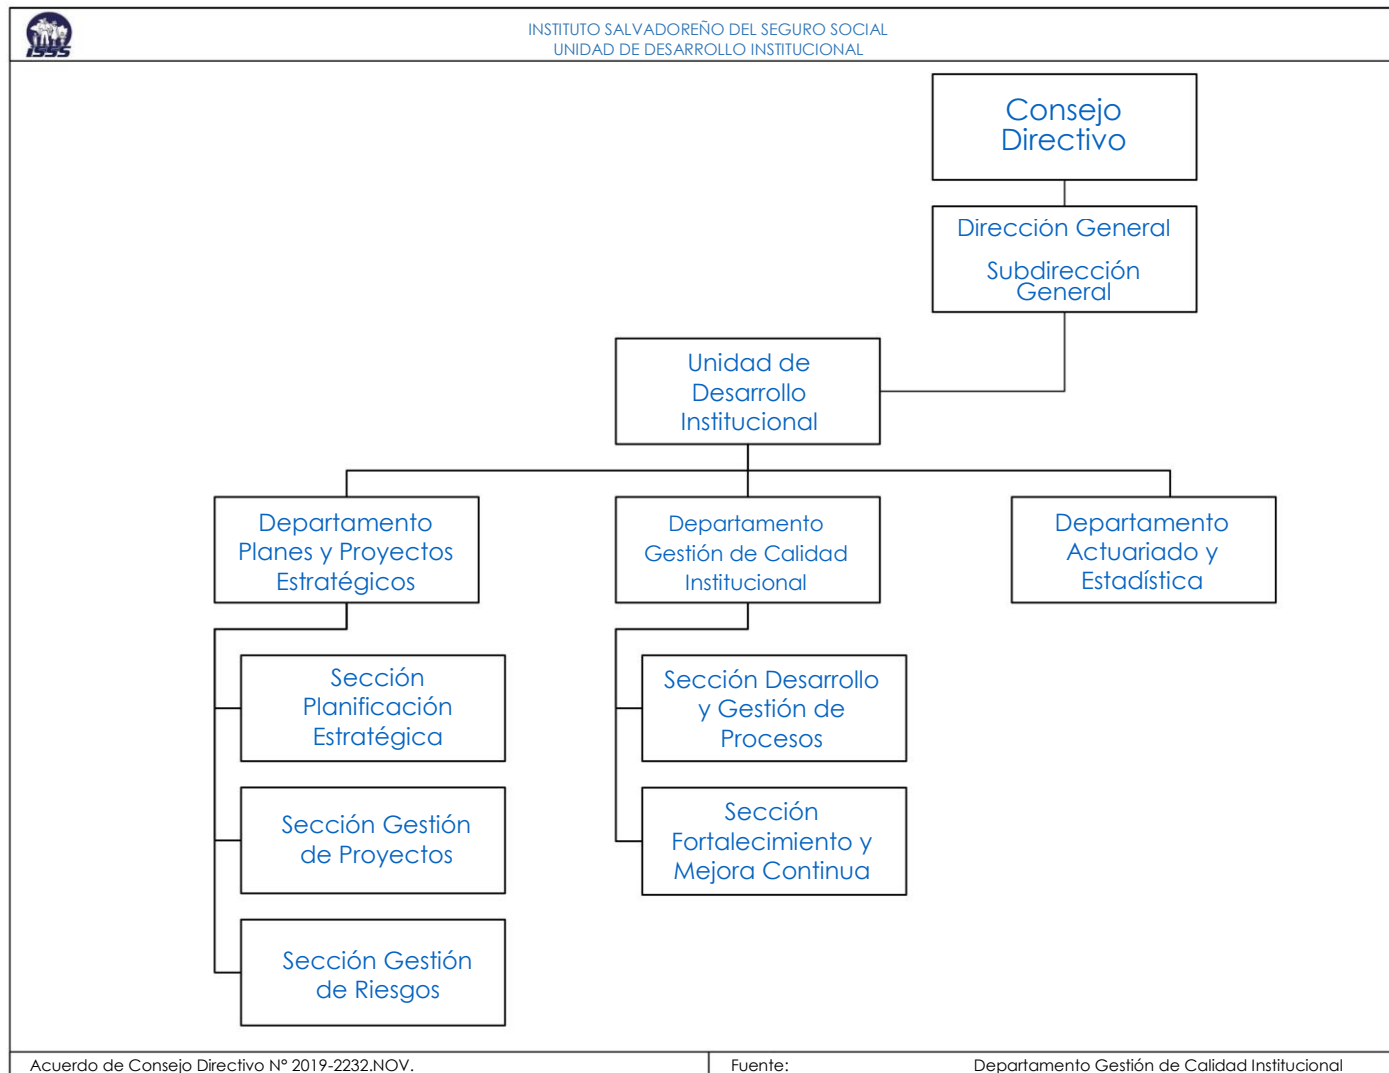 ISSS
INSTITUTO SALVADOREÑO DEL SEGURO SOCIAL
UNIDAD DE DESARROLLO INSTITUCIONAL
Consejo
Directivo
Dirección General
Subdirección
General
Unidad de
Desarrollo
Institucional
Departamento
Planes y Proyectos
Estratégicos
Departamento
Gestión de Calidad
Institucional
Departamento
Actuariado y
Estadística
Sección
Planificación
Estratégica
Sección Gestión
de Proyectos
Sección Gestión
de Riesgos
Sección Desarrollo
y Gestión de
Procesos
Sección
Fortalecimiento y
Mejora Continua
Acuerdo de Consejo Directivo N° 2019-2232.NOV.
Fuente: Departamento Gestión de Calidad Institucional